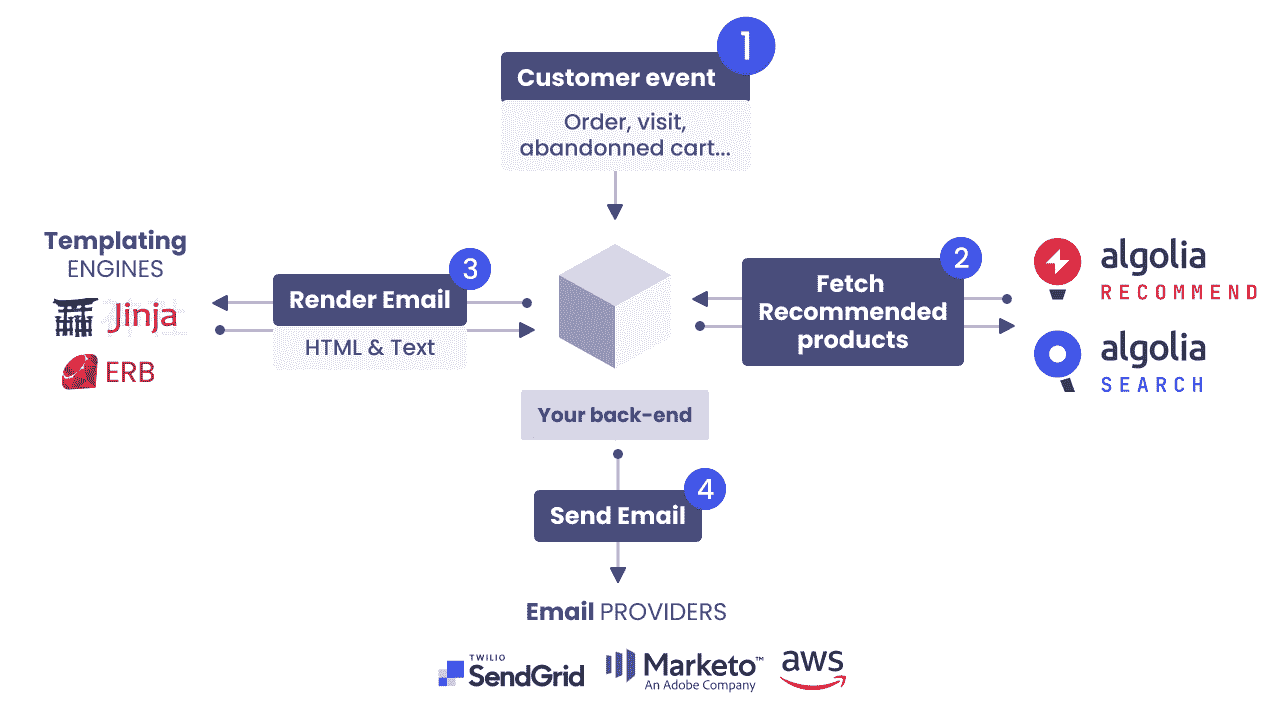 1
Customer event
Order, visit,
abandonned cart...
Templating
ENGINES
Jinja
ERB
3
Render Email
HTML & Text
2
Fetch
Recommended
products
algolia
RECOMMEND
algolia
SEARCH
Your back-end
4
Send Email
Email PROVIDERS
TWILIO
SendGrid
Marketo™
An Adobe Company
aws